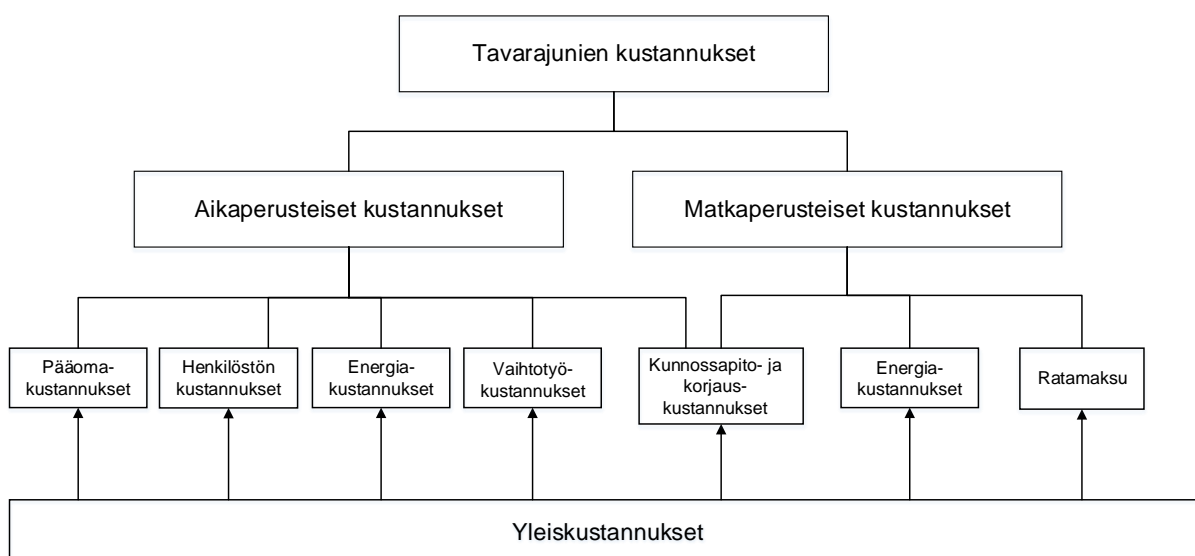 Tavarajunien kustannukset
Aikaperusteiset kustannukset
Matkaperusteiset kustannukset
Pääoma-
kustannukset
Henkilöstön
kustannukset
Energia-
kustannukset
Vaihtotyö-
kustannukset
Kunnossapito- ja
korjaus-
kustannukset
Energia-
kustannukset
Ratamaksu
Yleiskustannukset